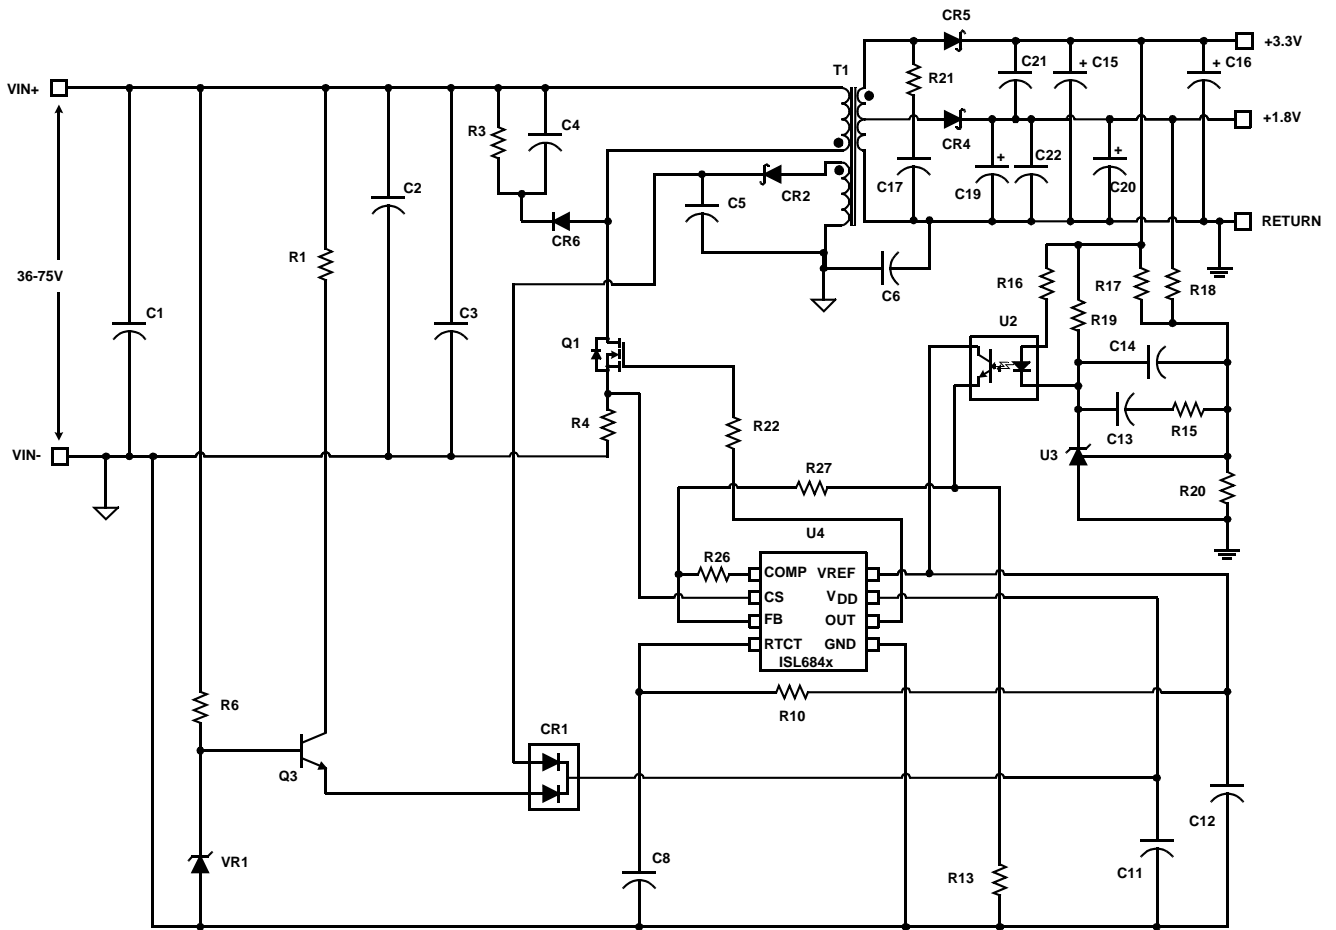 CR5
+3.3V
T1
C21
C15
+
C16
+
R21
VIN+
R3
C4
+1.8V
CR4
C17
C19
+
C22
C20
+
C2
C5
CR2
CR6
RETURN
R1
36-75V
C6
R16
R17
R18
C1
C3
U2
R19
Q1
C14
R4
R22
C13
R15
VIN-
U3
R27
R20
U4
R26
COMP
VREF
CS
VDD
FB
OUT
RTCT
GND
ISL684x
R6
R10
CR1
Q3
C12
VR1
C8
R13
C11